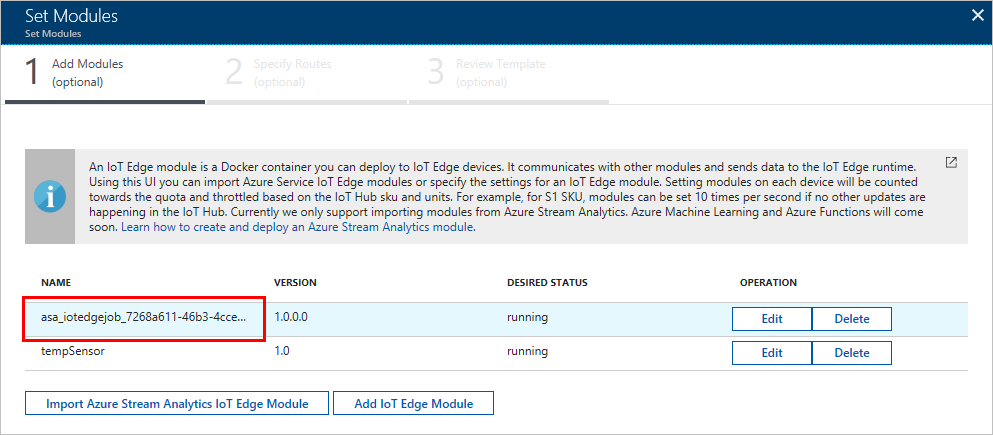 Set Modules
Set Modules
1 Add Modules
(optional)
2 Specify Routes
(optional)
3 Review Template
(optional)
An IoT Edge module is a Docker container you can deploy to IoT Edge devices. It communicates with other modules and sends data to the IoT Edge runtime.
Using this UI you can import Azure Service IoT Edge modules or specify the settings for an IoT Edge module. Setting modules on each device will be counted
towards the quota and throttled based on the IoT Hub sku and units. For example, for S1 SKU, modules can be set 10 times per second if no other updates are
happening in the IoT Hub. Currently we only support importing modules from Azure Stream Analytics. Azure Machine Learning and Azure Functions will come
soon. Learn how to create and deploy an Azure Stream Analytics module.
NAME VERSION DESIRED STATUS OPERATION
asa_iotedgejob_7268a611-46b3-4cce... 1.0.0.0 running Edit Delete
tempSensor 1.0 running Edit Delete
Import Azure Stream Analytics IoT Edge Module Add IoT Edge Module